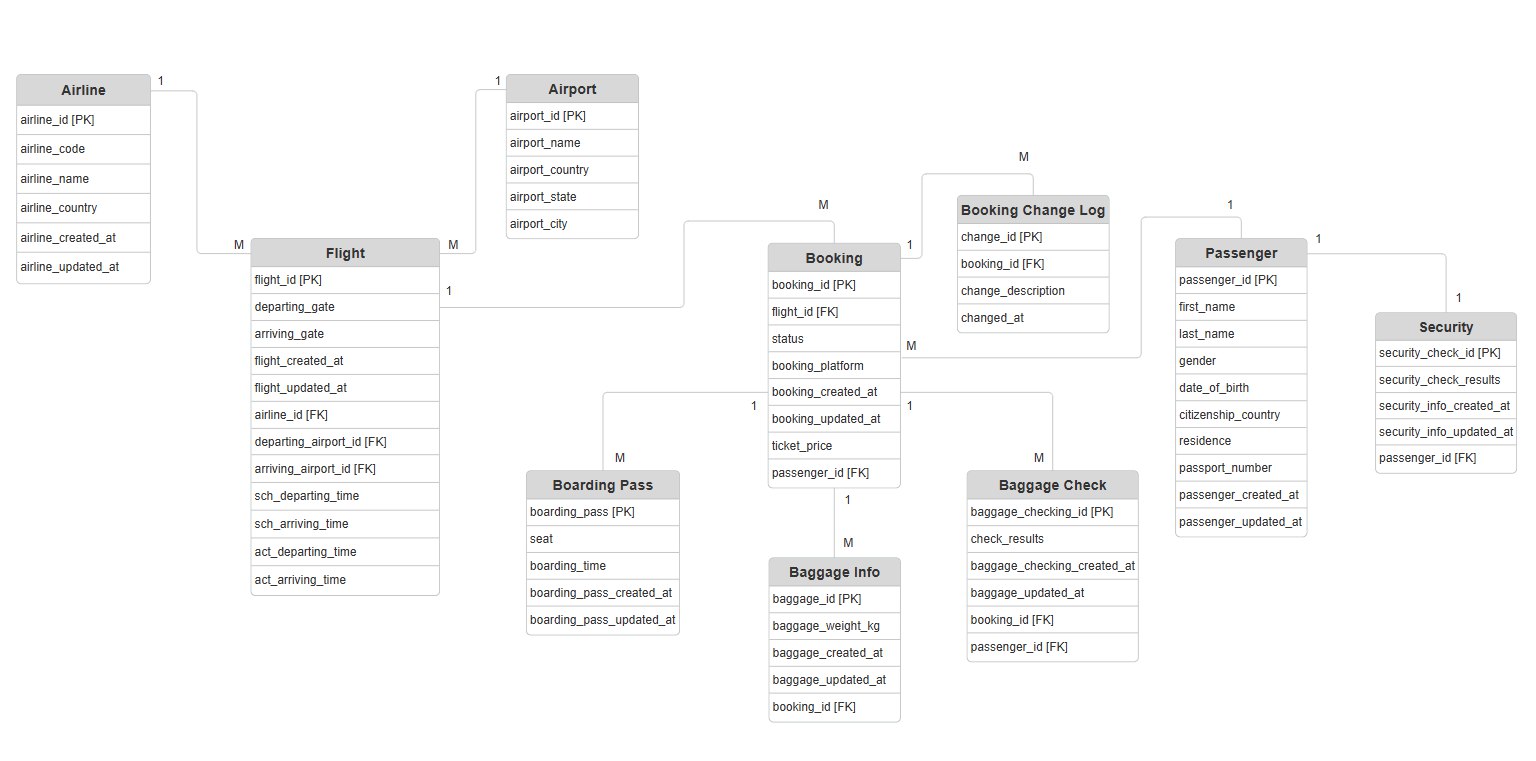 Airline
airline_id [PK]
airline_code
airline_name
airline_country
airline_created_at
airline_updated_at
1
M
Airport
airport_id [PK]
airport_name
airport_country
airport_state
airport_city
1
M
Flight
flight_id [PK]
departing_gate
arriving_gate
flight_created_at
flight_updated_at
airline_id [FK]
departing_airport_id [FK]
arriving_airport_id [FK]
sch_departing_time
sch_arriving_time
act_departing_time
act_arriving_time
1
M
Booking
booking_id [PK]
flight_id [FK]
status
booking_platform
booking_created_at
booking_updated_at
ticket_price
passenger_id [FK]
1
M
Booking Change Log
change_id [PK]
booking_id [FK]
change_description
changed_at
M
1
Passenger
passenger_id [PK]
first_name
last_name
gender
date_of_birth
citizenship_country
residence
passport_number
passenger_created_at
passenger_updated_at
1
1
Security
security_check_id [PK]
security_check_results
security_info_created_at
security_info_updated_at
passenger_id [FK]
1
M
Boarding Pass
boarding_pass [PK]
seat
boarding_time
boarding_pass_created_at
boarding_pass_updated_at
1
M
Baggage Info
baggage_id [PK]
baggage_weight_kg
baggage_created_at
baggage_updated_at
booking_id [FK]
1
M
Baggage Check
baggage_checking_id [PK]
check_results
baggage_checking_created_at
baggage_updated_at
booking_id [FK]
passenger_id [FK]